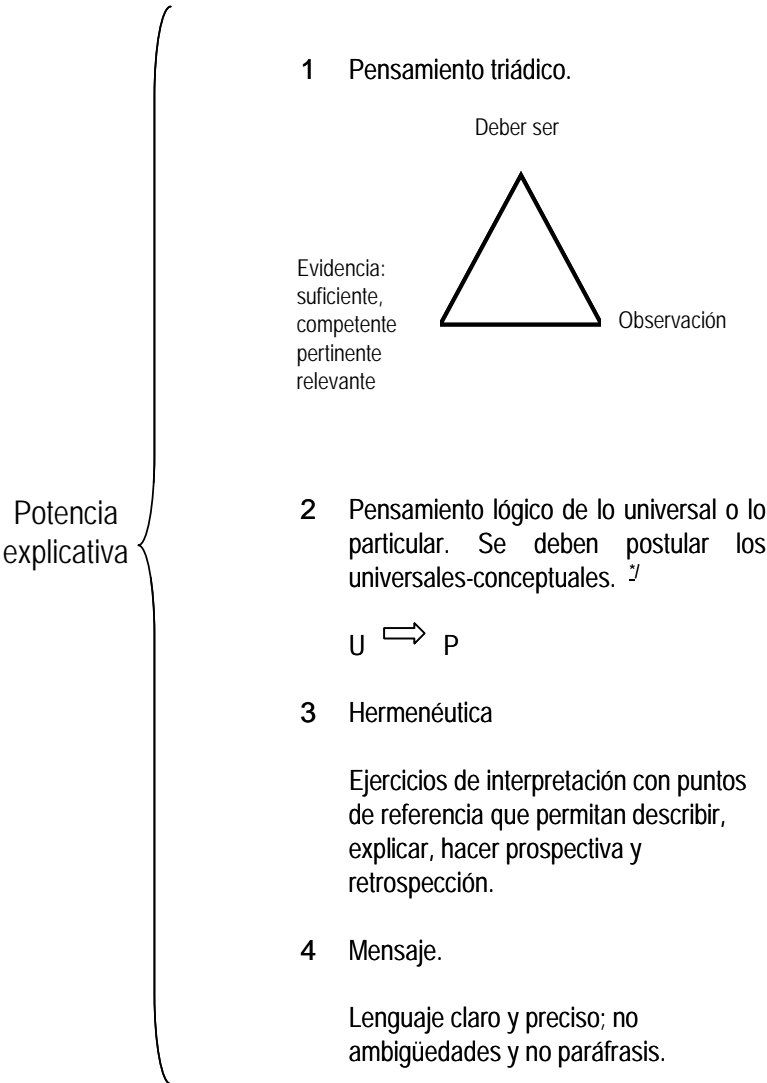 1 Pensamiento triádico.
Deber ser
Evidencia:
suficiente,
competente
pertinente
relevante
Observación
Potencia
explicativa
2 Pensamiento lógico de lo universal o lo
particular. Se deben postular los
universales-conceptuales. */
U ⇒ P
3 Hermenéutica
Ejercicios de interpretación con puntos
de referencia que permitan describir,
explicar, hacer prospectiva y
retrospección.
4 Mensaje.
Lenguaje claro y preciso; no
ambigüedades y no paráfrasis.